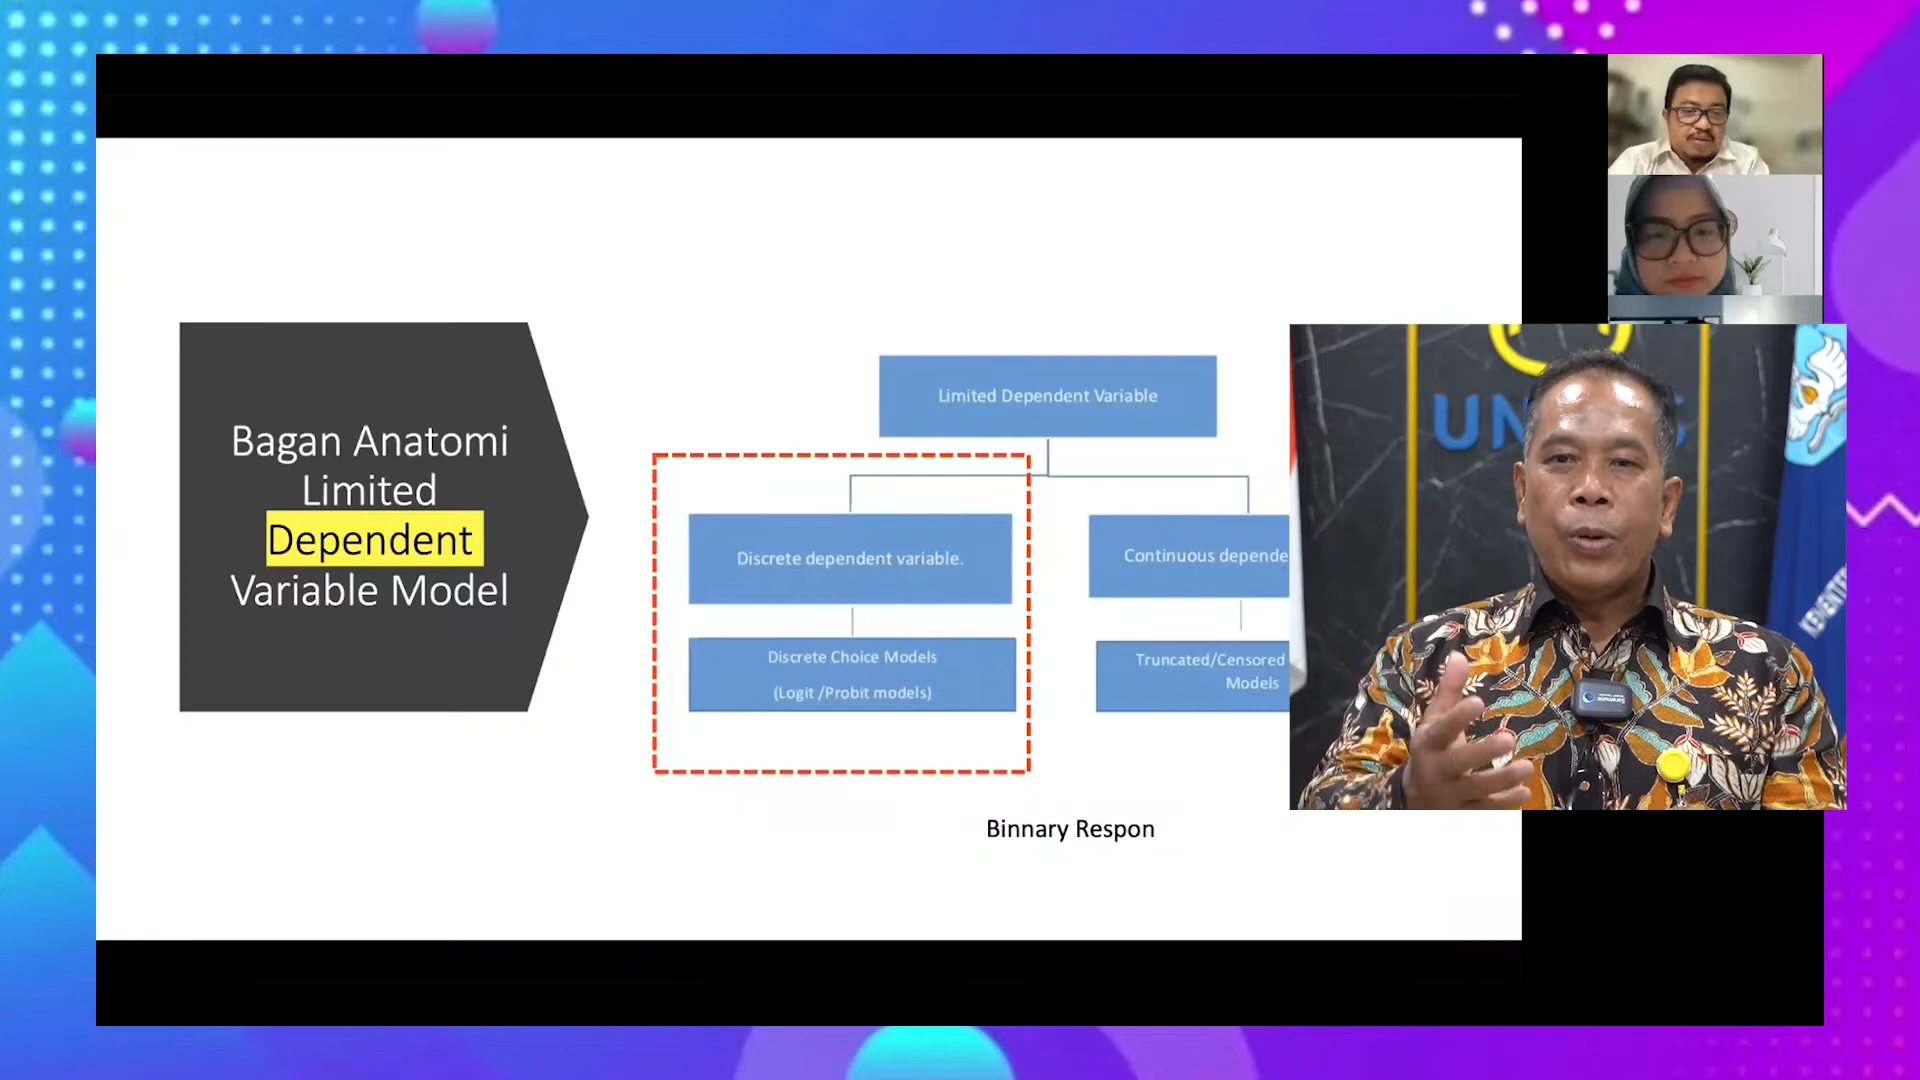 Bagan Anatomi
Limited
Dependent
Variable Model
Limited Dependent Variable
Discrete dependent variable.
Discrete Choice Models
(Logit /Probit models)
Continuous depende
Truncated/Censored
Models
Binnary Respon
UN
S